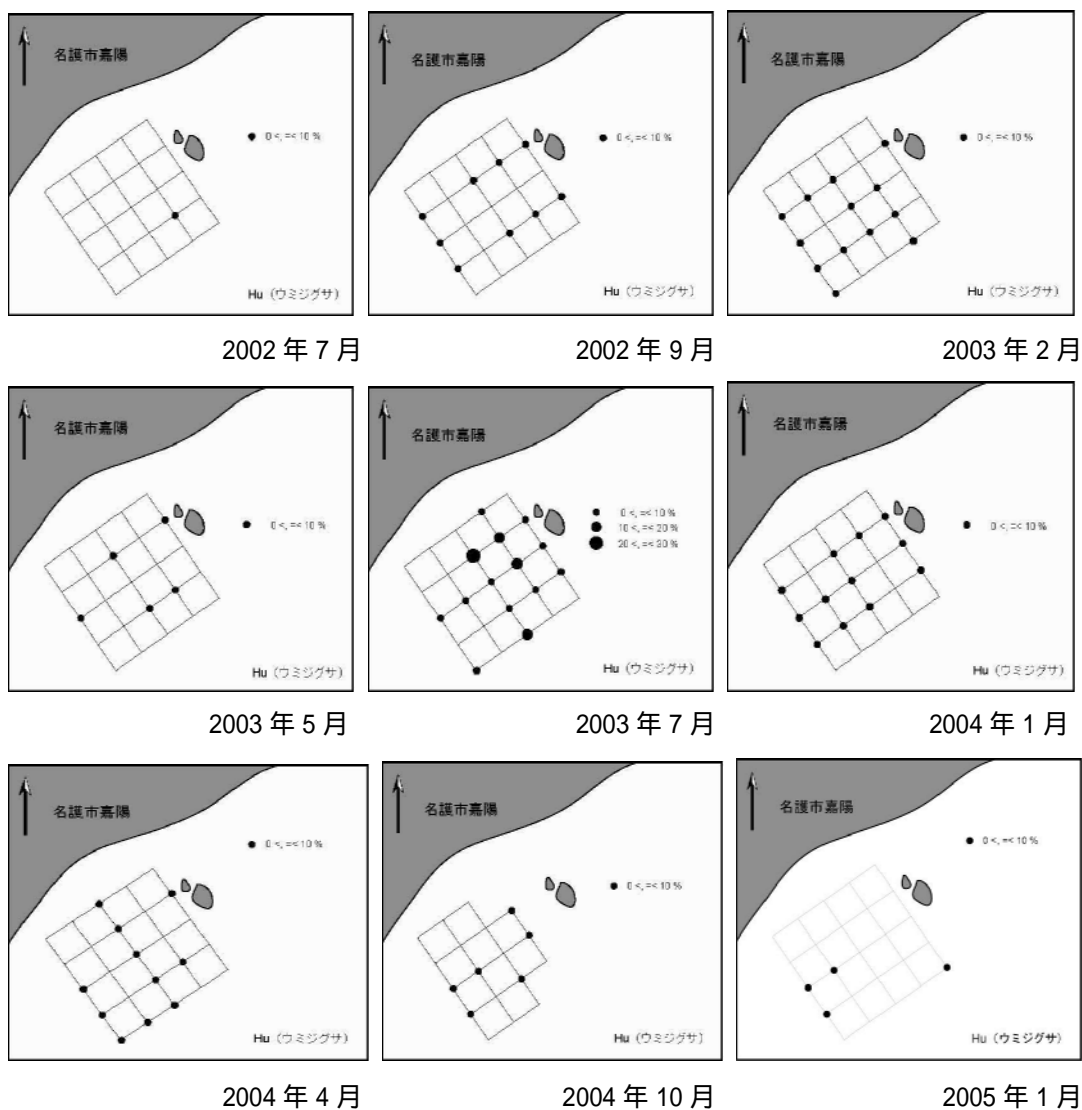 名護市嘉陽
0 <, =< 10 %
Hu (ウミジグサ)
2002 年 7 月
名護市嘉陽
0 <, =< 10 %
Hu (ウミジグサ)
2002 年 9 月
名護市嘉陽
0 <, =< 10 %
Hu (ウミジグサ)
2003 年 2 月
名護市嘉陽
0 <, =< 10 %
Hu (ウミジグサ)
2003 年 5 月
名護市嘉陽
0 <, =< 10 %
10 <, =< 20 %
20 <, =< 30 %
Hu (ウミジグサ)
2003 年 7 月
名護市嘉陽
0 <, =< 10 %
Hu (ウミジグサ)
2004 年 1 月
名護市嘉陽
0 <, =< 10 %
Hu (ウミジグサ)
2004 年 4 月
名護市嘉陽
0 <, =< 10 %
Hu (ウミジグサ)
2004 年 10 月
名護市嘉陽
0 <, =< 10 %
Hu (ウミジグサ)
2005 年 1 月